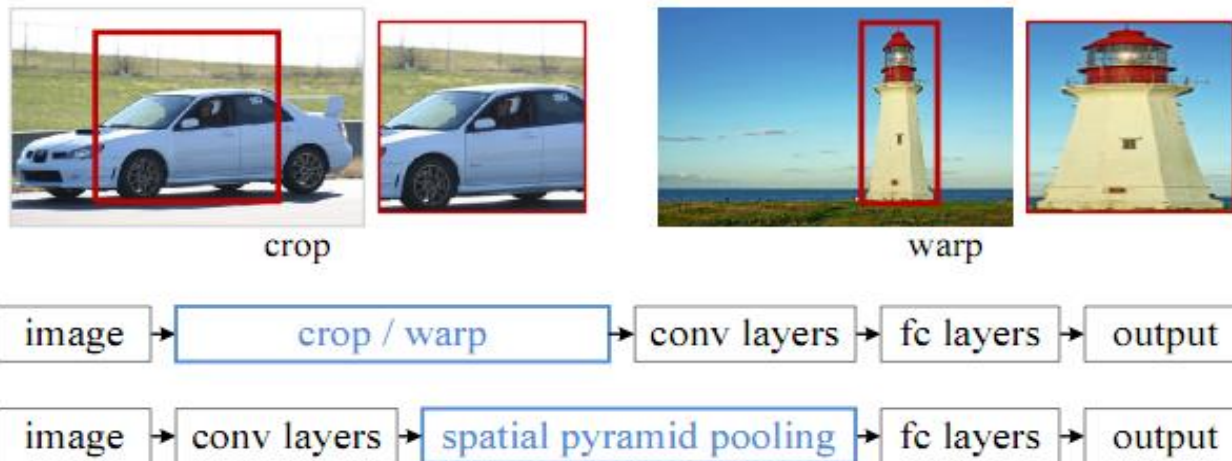 crop
warp
image
crop / warp
conv layers
fc layers
output
image
conv layers
spatial pyramid pooling
fc layers
output